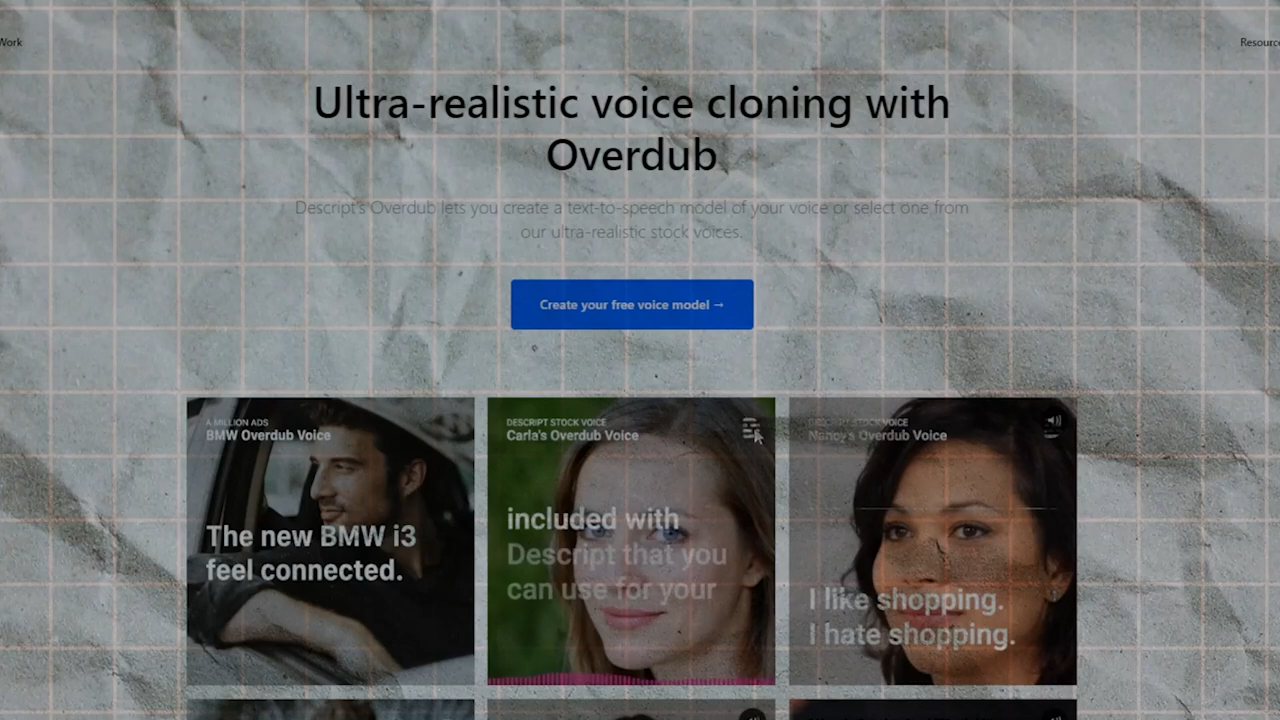 Work
Resource
Ultra-realistic voice cloning with
Overdub
Descript's Overdub lets you create a text-to-speech model of your voice or select one from
our ultra-realistic stock voices.
Create your free voice model →
A MILLION ADS
BMW Overdub Voice
The new BMW i3
feel connected.
DESCRIPT STOCK VOICE
Carla's Overdub Voice
included with
Descript that you
can use for your
DESCRIPT STOCK VOICE
Nancy's Overdub Voice
I like shopping.
I hate shopping.